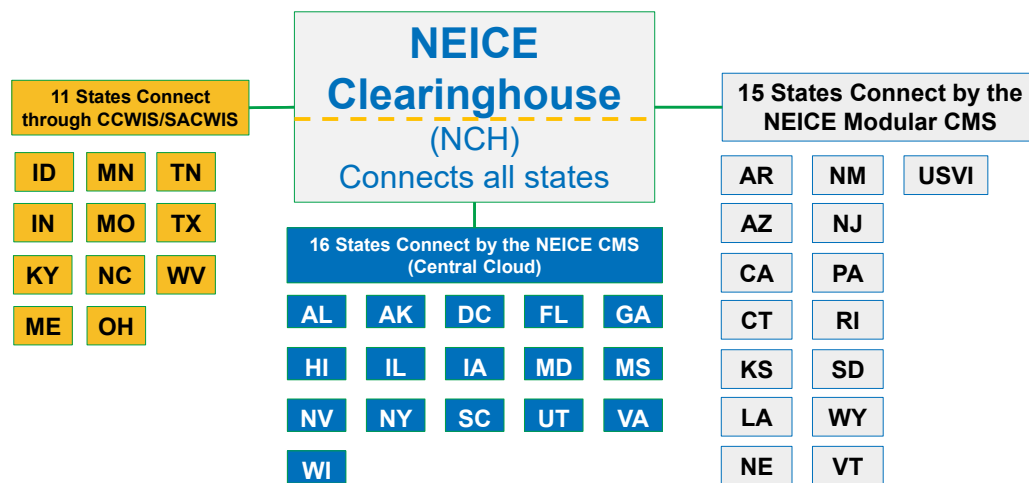 NEICE
Clearinghouse
(NCH)
Connects all states
11 States Connect
through CCWIS/SACWIS
ID MN TN
IN MO TX
KY NC WV
ME OH
16 States Connect by the NEICE CMS
(Central Cloud)
AL AK DC FL GA
HI IL IA MD MS
NV NY SC UT VA
WI
15 States Connect by the
NEICE Modular CMS
AR NM USVI
AZ NJ
CA PA
CT RI
KS SD
LA WY
NE VT